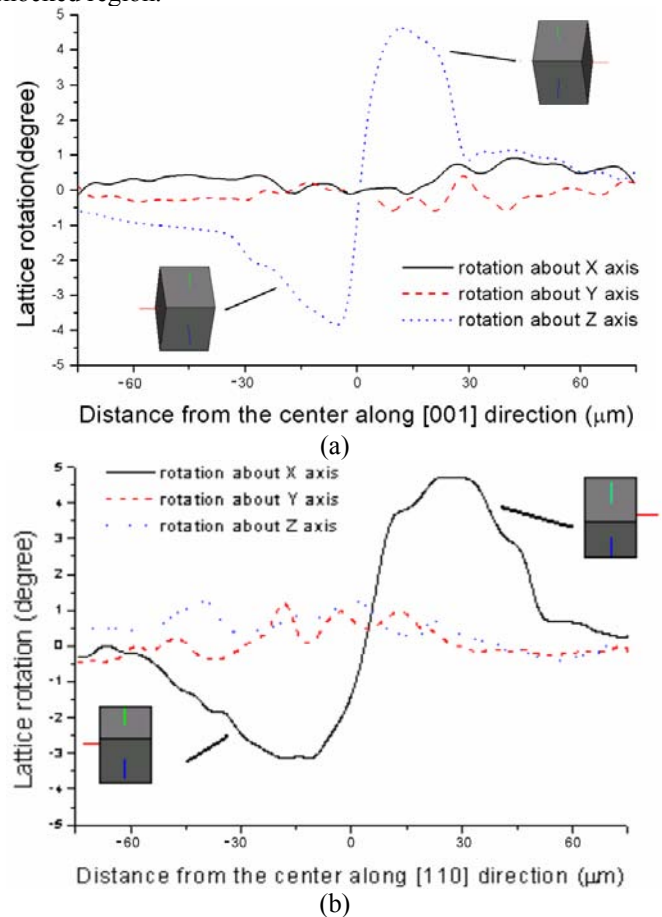 5
4
3
2
1
0
-1
-2
-3
-4
-5
Lattice rotation(degree)
rotation about X axis
rotation about Y axis
rotation about Z axis
-60 -30 0 30 60
Distance from the center along [001] direction (μm)
(a)
5
4
3
2
1
0
-1
-2
-3
-4
-5
Lattice rotation (degree)
rotation about X axis
rotation about Y axis
rotation about Z axis
-60 -30 0 30 60
Distance from the center along [110] direction (μm)
(b)